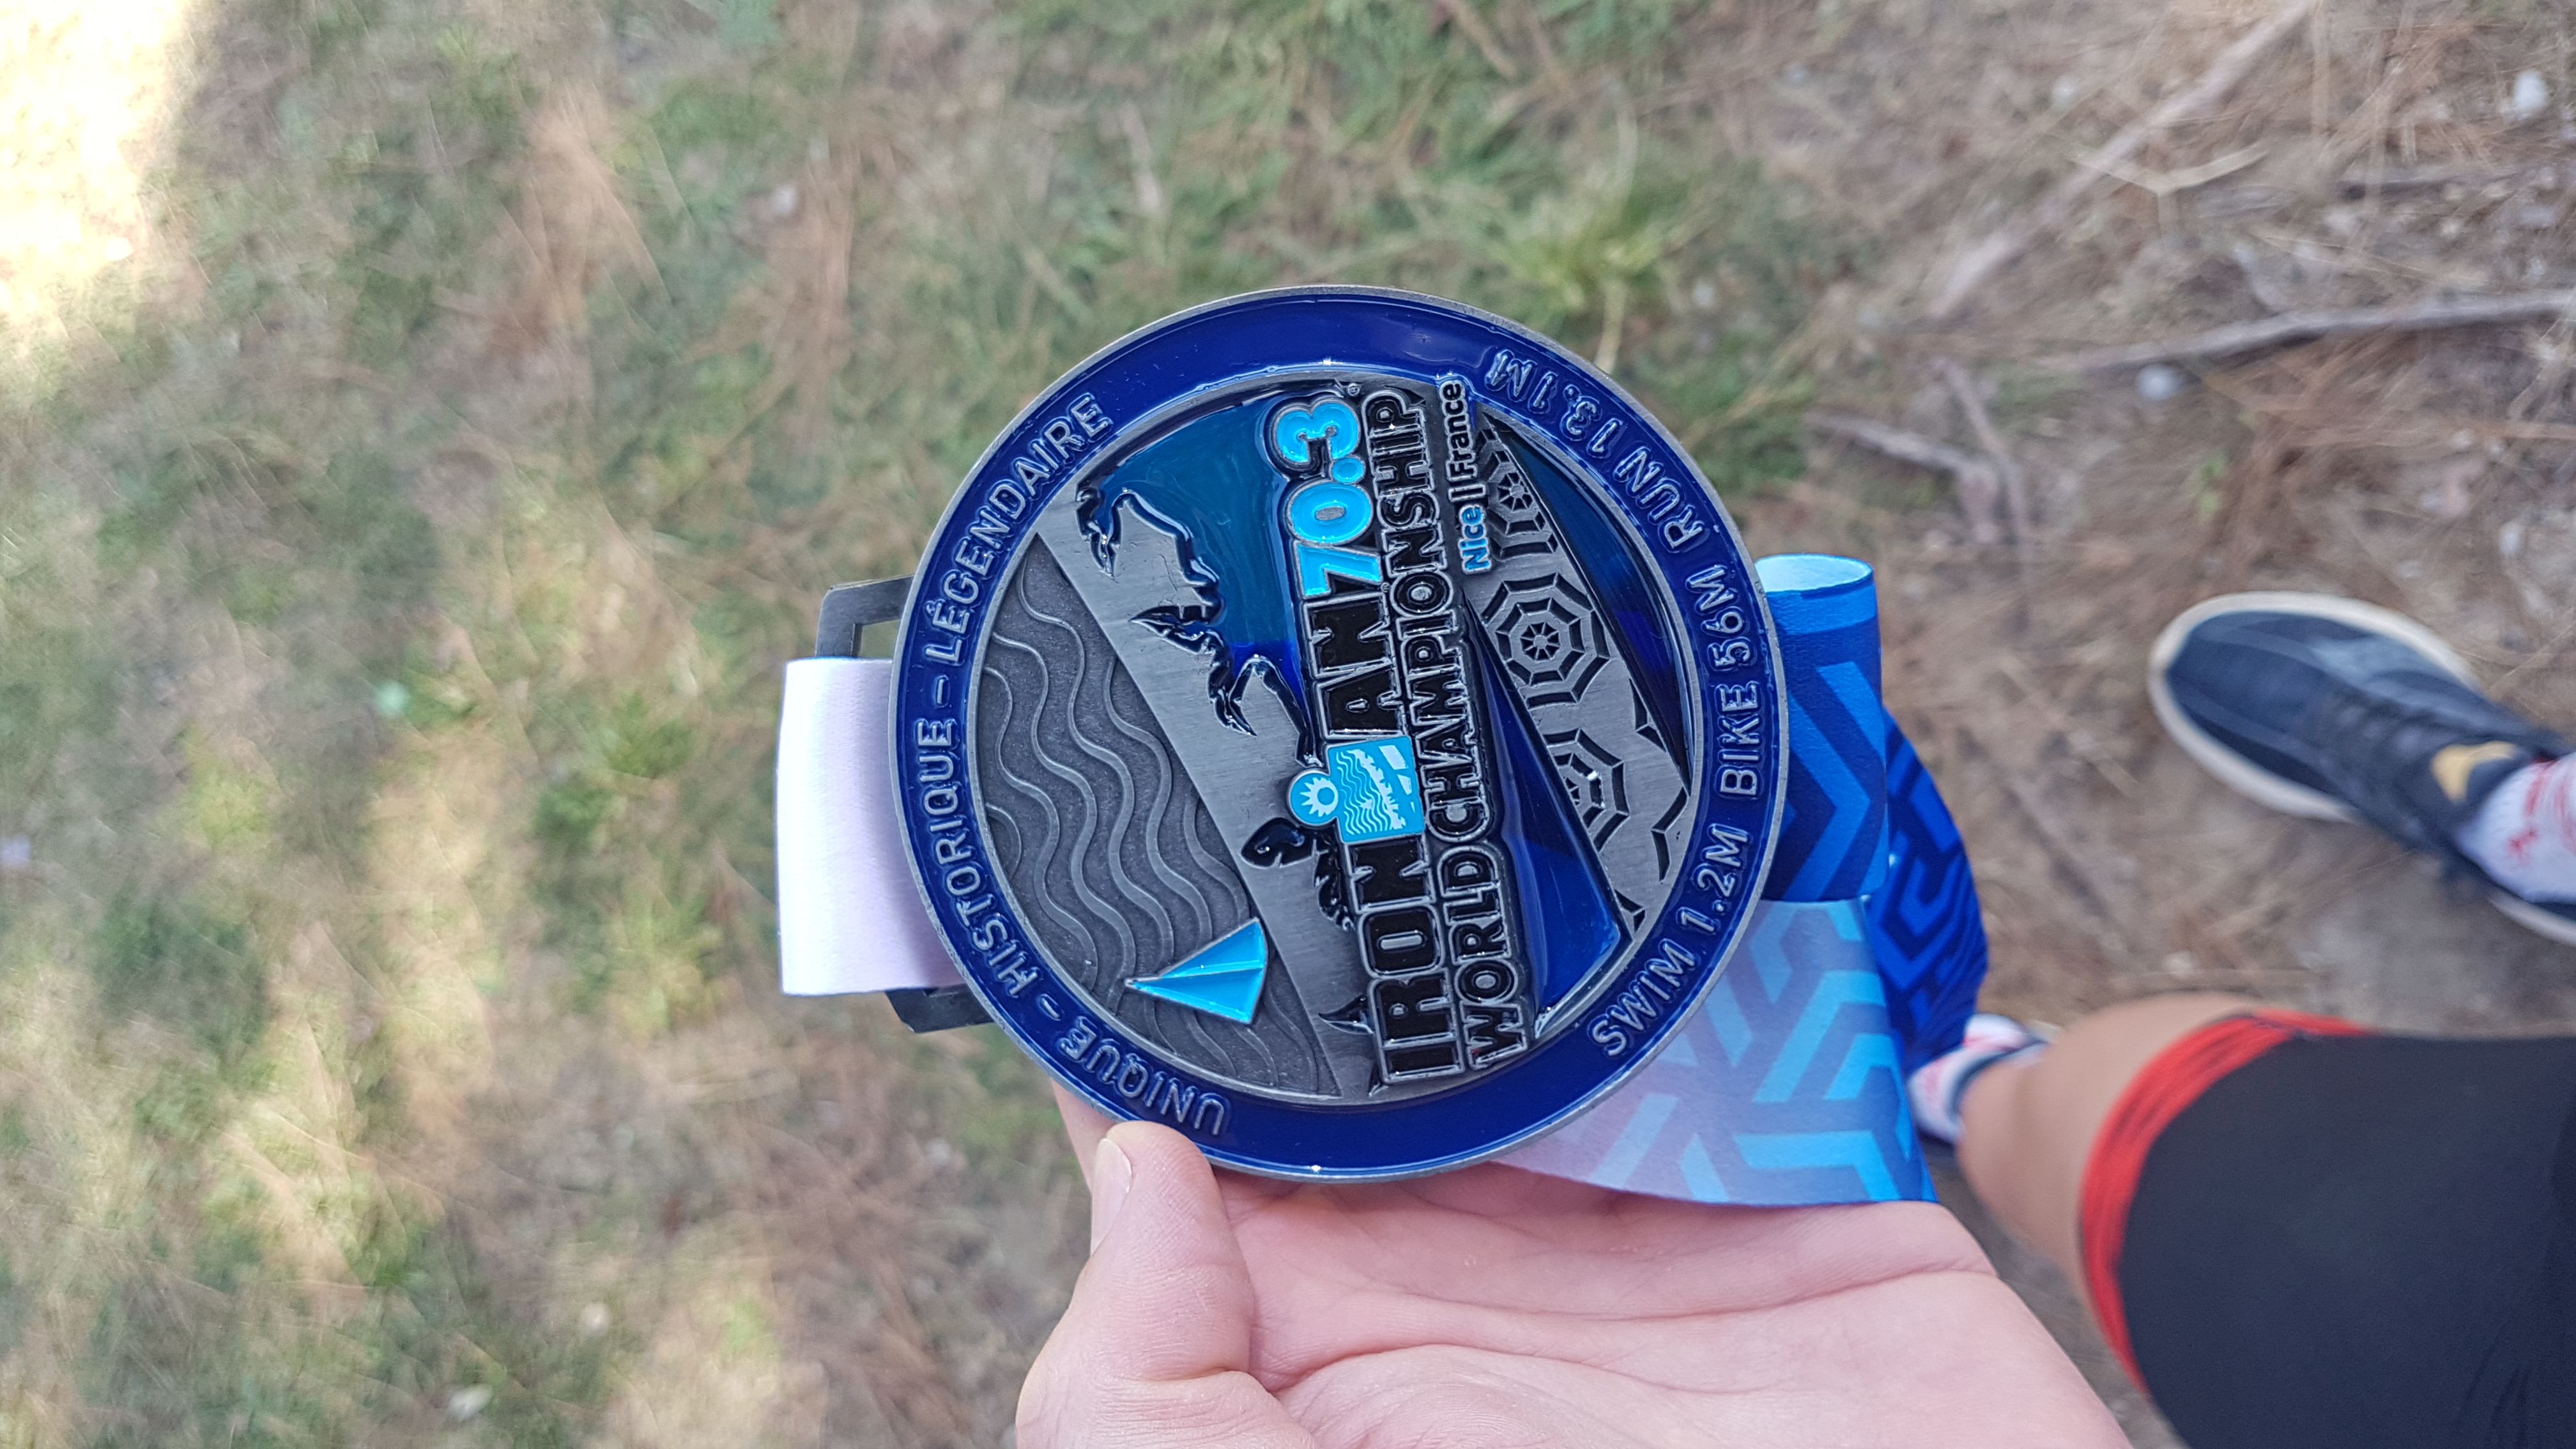 UNIQUE – HISTORIQUE – LÉGENDAIRE
IRONMAN 70.3
WORLD CHAMPIONSHIP
Nice | France
SWIM 1.2M BIKE 56M RUN 13.1M